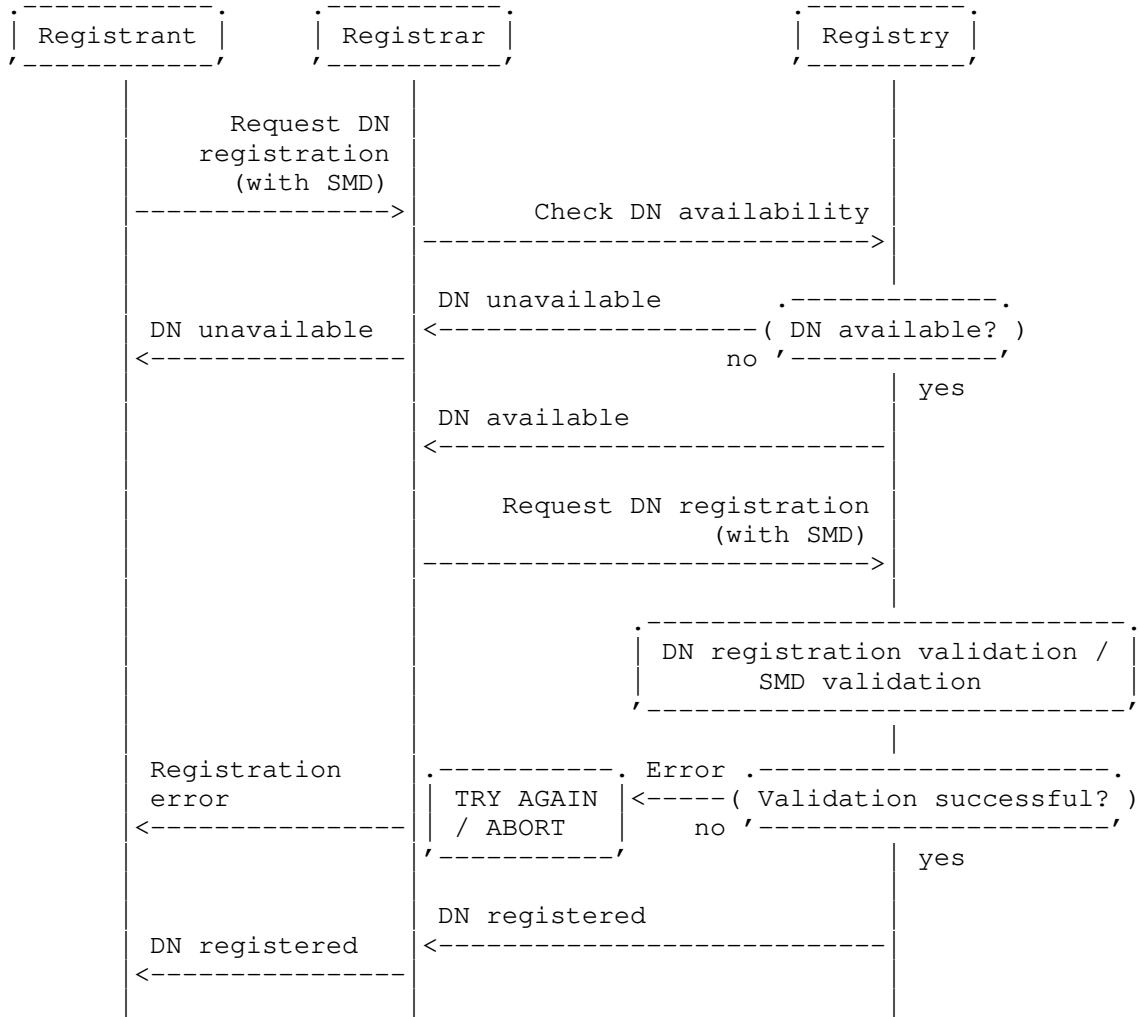 Registrant Registrar Registry
Request DN
registration
(with SMD)
Check DN availability
DN unavailable
DN unavailable
( DN available? )
no
yes
DN available
Request DN registration
(with SMD)
DN registration validation /
SMD validation
Registration
error
TRY AGAIN
/ ABORT
Error
( Validation successful? )
no
yes
DN registered
DN registered